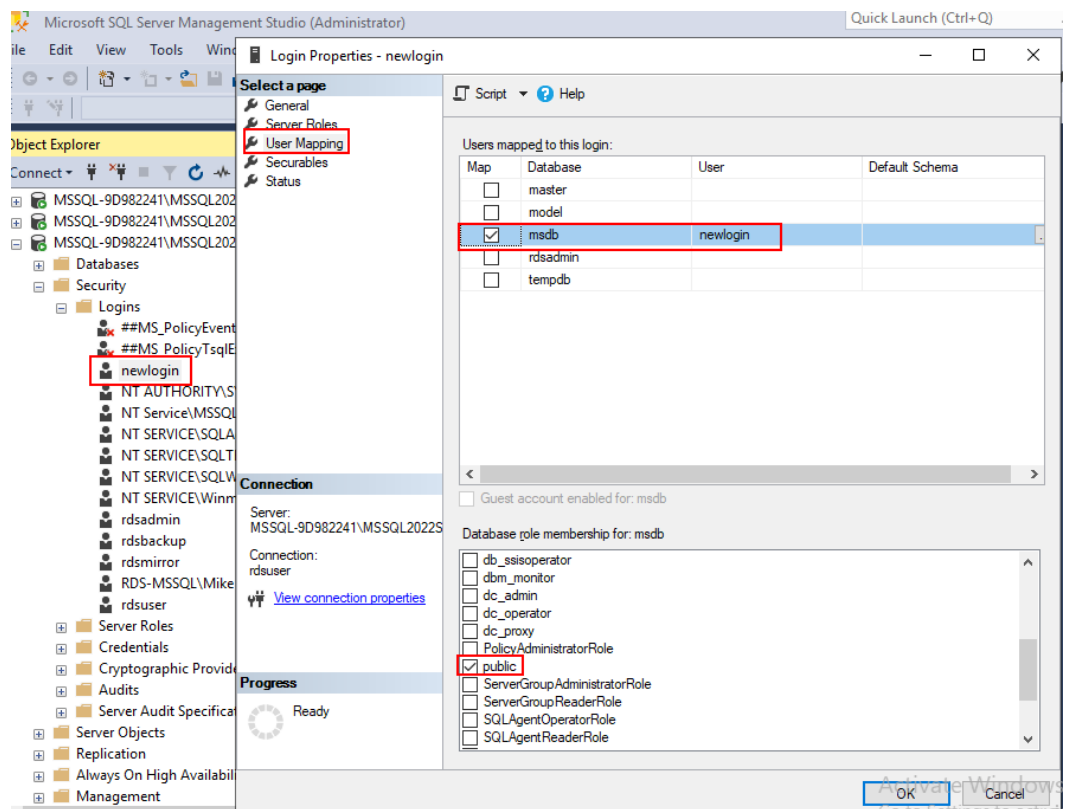 Microsoft SQL Server Management Studio (Administrator)
Quick Launch (Ctrl+Q)
ile Edit View Tools Wind
Object Explorer
Connect
MSSQL-9D982241\MSSQL202
MSSQL-9D982241\MSSQL202
MSSQL-9D982241\MSSQL202
Databases
Security
Logins
##MS_PolicyEvent
##MS_PolicyTsqlE
newlogin
NT AUTHORITY\S
NT Service\MSSQL
NT SERVICE\SQLA
NT SERVICE\SQLT
NT SERVICE\SQLW
NT SERVICE\Winm
rdsadmin
rdsbackup
rdsmirror
RDS-MSSQL\Mike
rdsuser
Server Roles
Credentials
Cryptographic Provide
Audits
Server Audit Specificat
Server Objects
Replication
Always On High Availabili
Management
Login Properties - newlogin
Select a page
General
Server Roles
User Mapping
Securables
Status
Connection
Server:
MSSQL-9D982241\MSSQL2022S
Connection:
rdsuser
View connection properties
Progress
Ready
Script Help
Users mapped to this login:
Map Database User Default Schema
master
model
msdb newlogin
rdsadmin
tempdb
Guest account enabled for: msdb
Database role membership for: msdb
db_ssisoperator
dbm_monitor
dc_admin
dc_operator
dc_proxy
PolicyAdministratorRole
public
ServerGroupAdministratorRole
ServerGroupReaderRole
SQLAgentOperatorRole
SQLAgentReaderRole
Activate Windows
OK Cancel